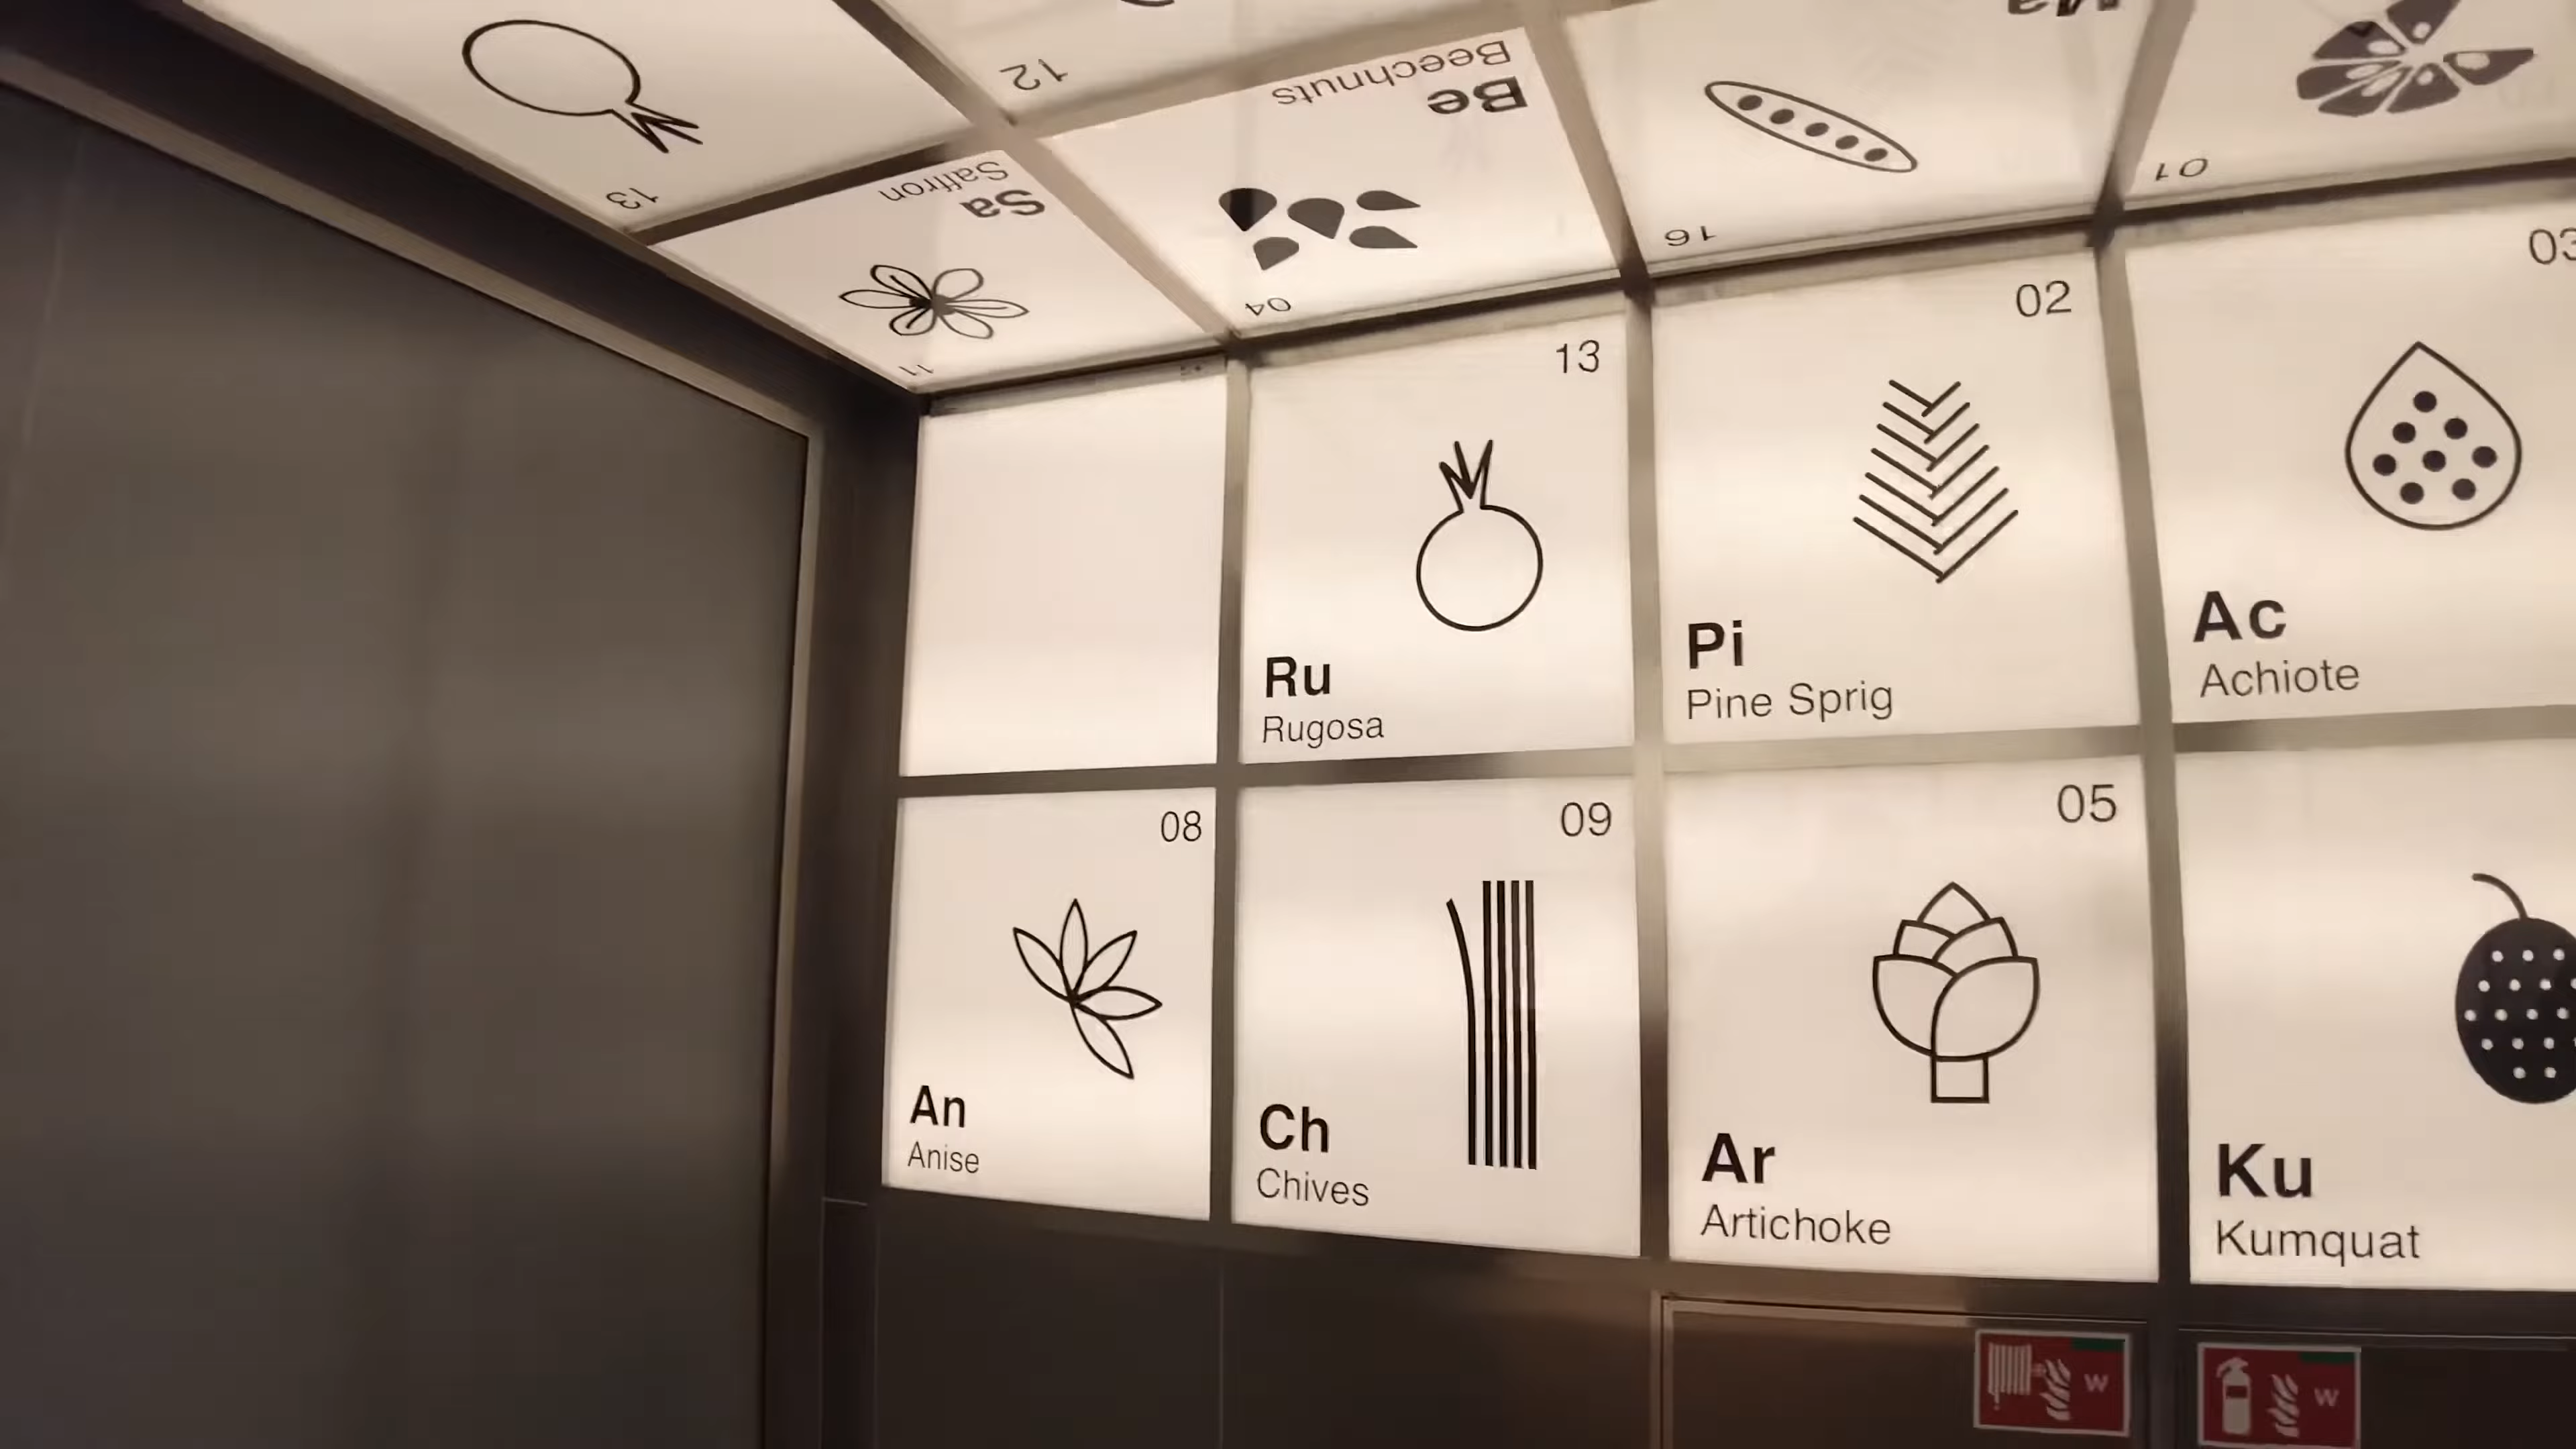 12
Beechnuts
Be
13
Saffron
Sa
04
16
01
11
13
Ru
Rugosa
02
Pi
Pine Sprig
03
Ac
Achiote
08
An
Anise
09
Ch
Chives
05
Ar
Artichoke
Ku
Kumquat
W
W